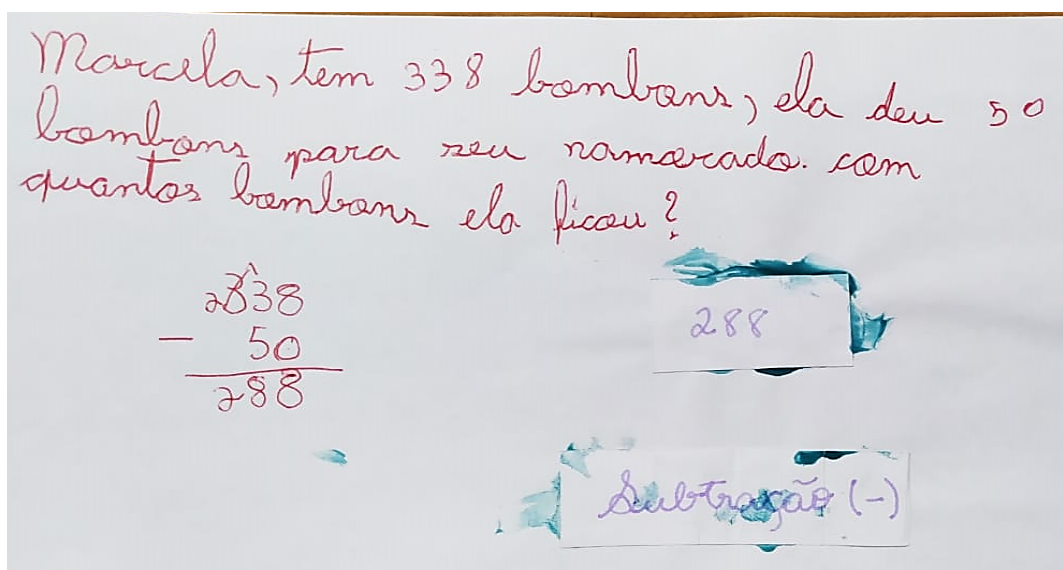 Marcela, tem 338 bombons, ela deu 50
bombons para seu namorado. com
quantos bombons ela ficou?
2338
- 50
288
288
Subtração (-)